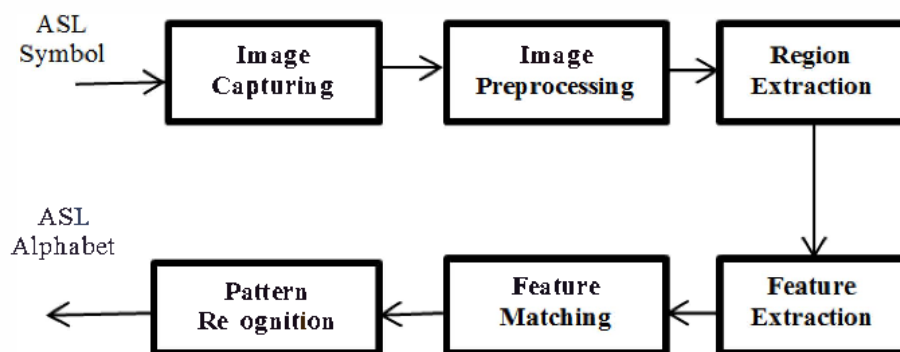 ASL
Symbol
Image
Capturing
Image
Preprocessing
Region
Extraction
ASL
Alphabet
Pattern
Re ognition
Feature
Matching
Feature
Extraction